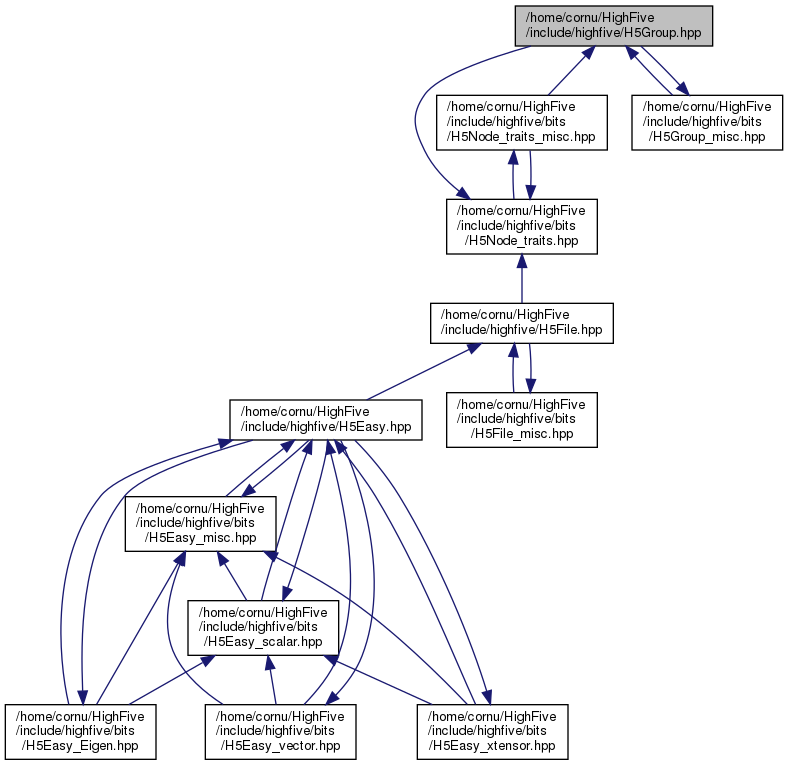 /home/cornu/HighFive
/include/highfive/H5Group.hpp
/home/cornu/HighFive
/include/highfive/bits
/H5Node_traits_misc.hpp
/home/cornu/HighFive
/include/highfive/bits
/H5Group_misc.hpp
/home/cornu/HighFive
/include/highfive/bits
/H5Node_traits.hpp
/home/cornu/HighFive
/include/highfive/H5File.hpp
/home/cornu/HighFive
/include/highfive/H5Easy.hpp
/home/cornu/HighFive
/include/highfive/bits
/H5File_misc.hpp
/home/cornu/HighFive
/include/highfive/bits
/H5Easy_misc.hpp
/home/cornu/HighFive
/include/highfive/bits
/H5Easy_scalar.hpp
/home/cornu/HighFive
/include/highfive/bits
/H5Easy_Eigen.hpp
/home/cornu/HighFive
/include/highfive/bits
/H5Easy_vector.hpp
/home/cornu/HighFive
/include/highfive/bits
/H5Easy_xtensor.hpp